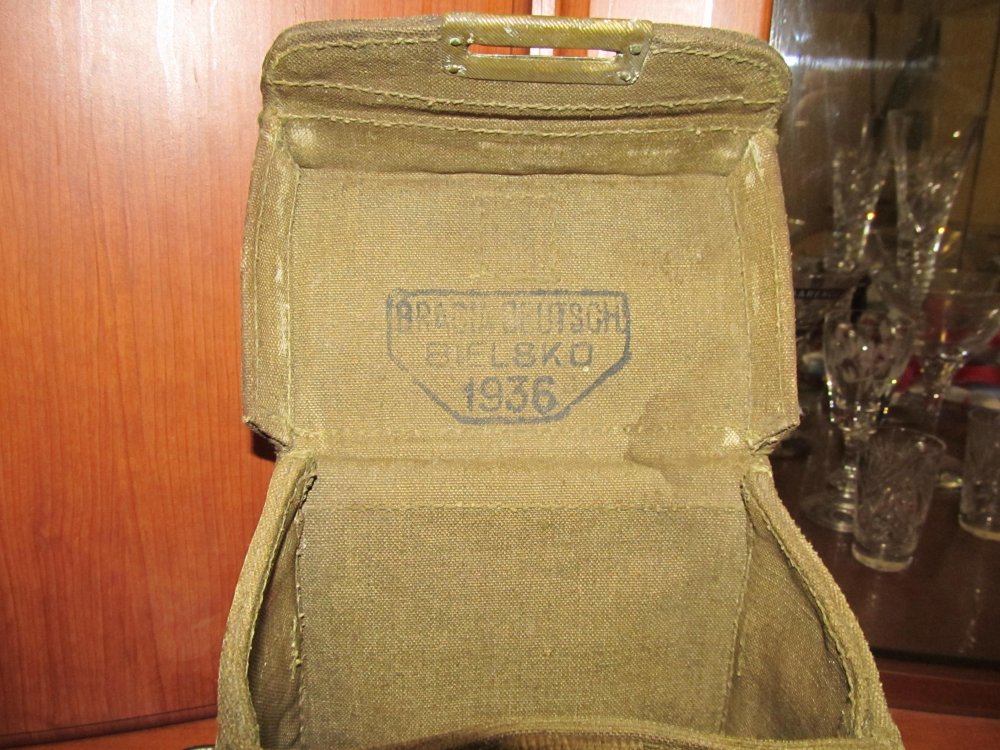 BRACIA DEUTSCH
BIELSKO
1936